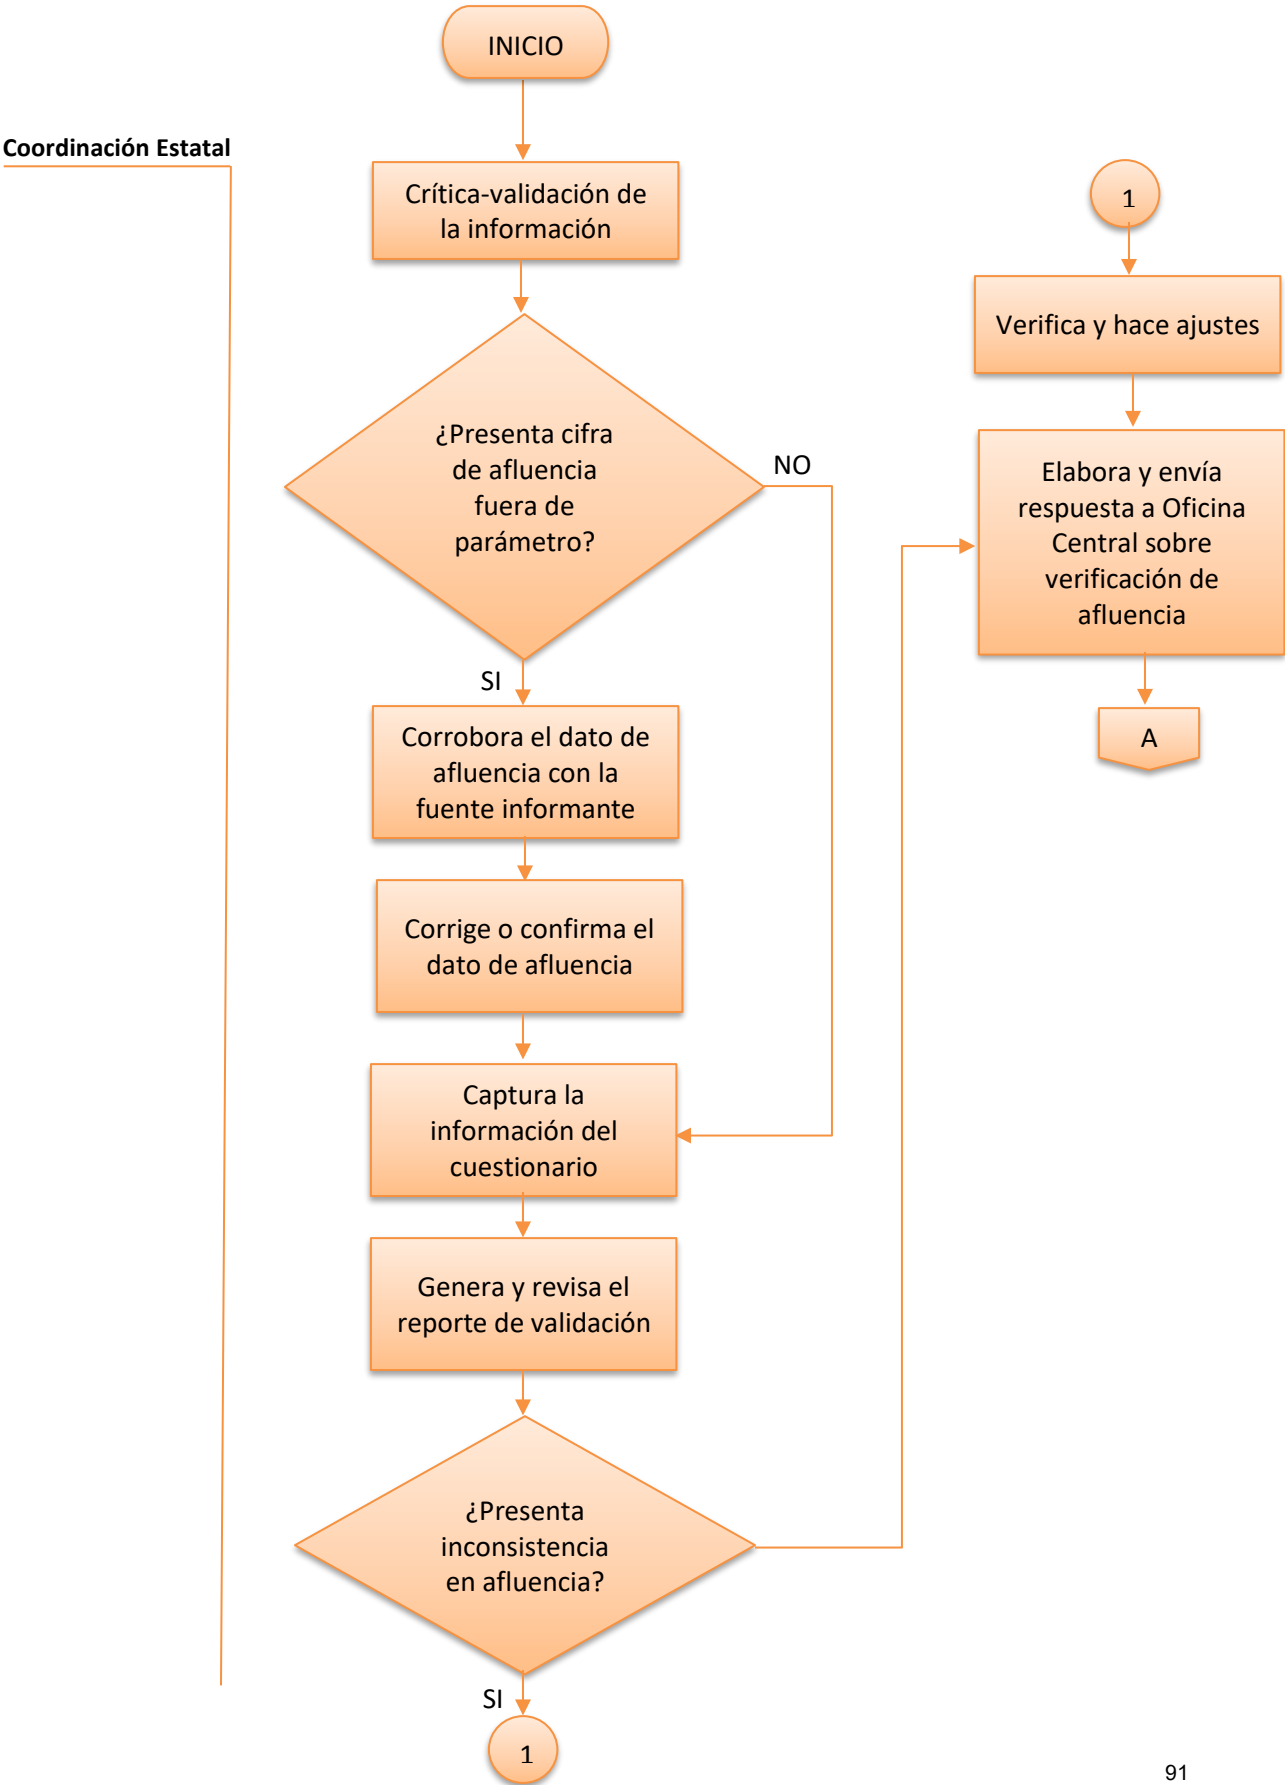 INICIO
Coordinación Estatal
Crítica-validación de
la información
¿Presenta cifra
de afluencia
fuera de
parámetro?
NO
SI
Corrobora el dato de
afluencia con la
fuente informante
Corrige o confirma el
dato de afluencia
Captura la
información del
cuestionario
Genera y revisa el
reporte de validación
¿Presenta
inconsistencia
en afluencia?
SI
1
1
Verifica y hace ajustes
Elabora y envía
respuesta a Oficina
Central sobre
verificación de
afluencia
A
91